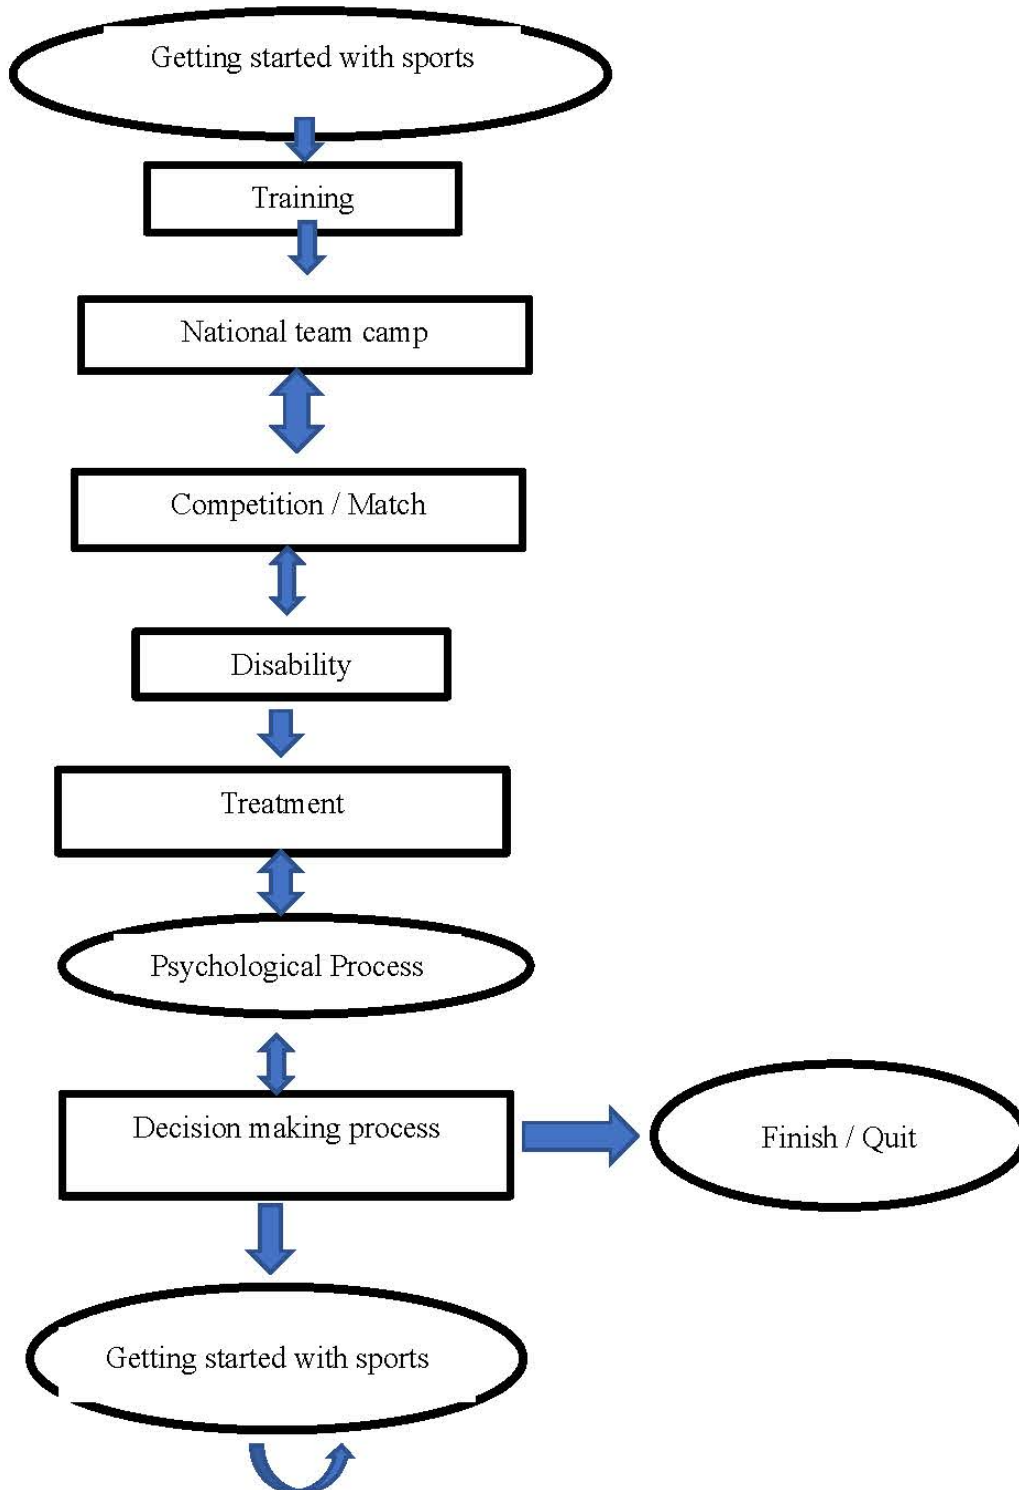 Getting started with sports
Training
National team camp
Competition / Match
Disability
Treatment
Psychological Process
Decision making process
Finish / Quit
Getting started with sports